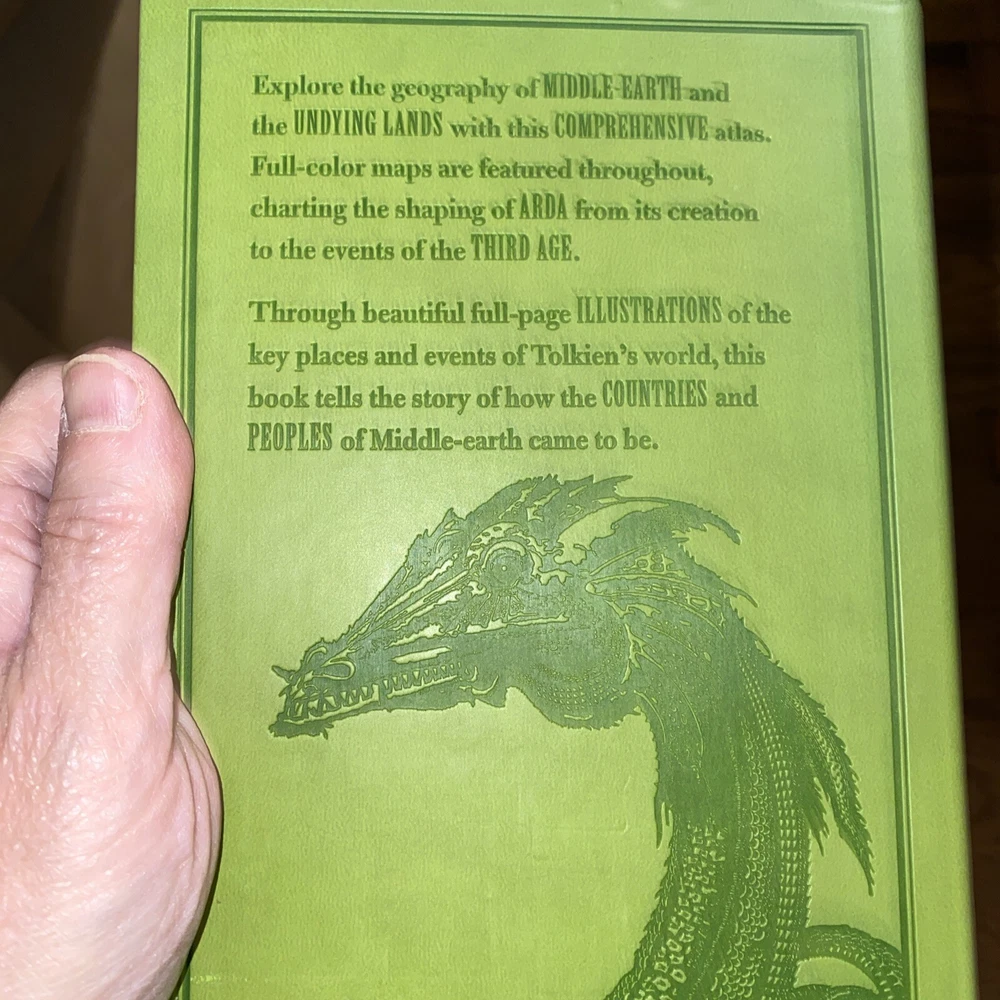 Explore the geography of MIDDLE-EARTH and
the UNDYING LANDS with this COMPREHENSIVE atlas.
Full-color maps are featured throughout,
charting the shaping of ARDA from its creation
to the events of the THIRD AGE.
Through beautiful full-page ILLUSTRATIONS of the
key places and events of Tolkien's world, this
book tells the story of how the COUNTRIES and
PEOPLES of Middle-earth came to be.